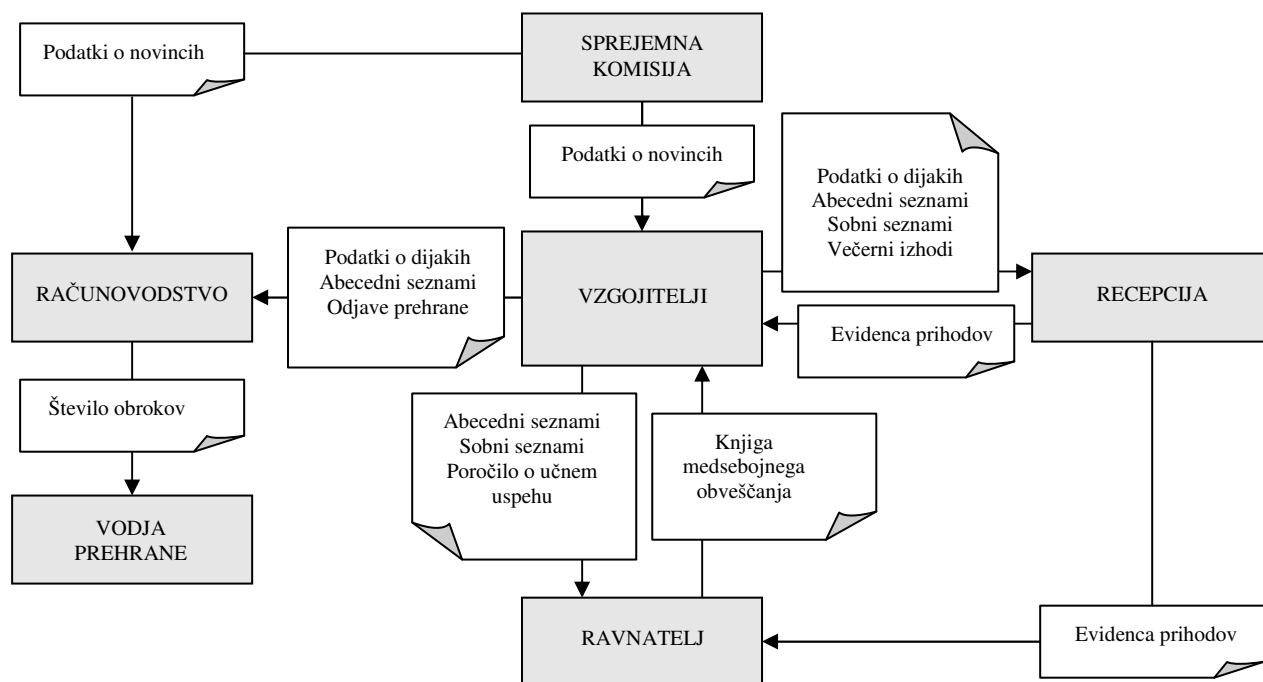 Podatki o novincih
SPREJEMNA
KOMISIJA
Podatki o novincih
Podatki o dijakih
Abecedni seznami
Sobni seznami
Večerni izhodi
RAČUNOVODSTVO
Podatki o dijakih
Abecedni seznami
Odjave prehrane
VZGOJITELJI
RECEPCIJA
Evidenca prihodov
Število obrokov
Abecedni seznami
Sobni seznami
Poročilo o učnem
uspehu
Knjiga
medsebojnega
obveščanja
VODJA
PREHRANE
RAVNATELJ
Evidenca prihodov